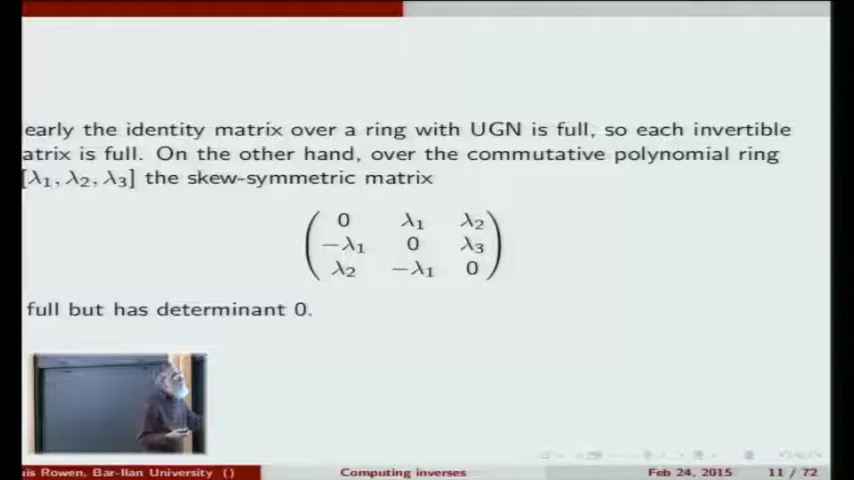 early the identity matrix over a ring with UGN is full, so each invertible
atrix is full. On the other hand, over the commutative polynomial ring
[λ1, λ2, λ3] the skew-symmetric matrix
0 λ1 λ2
−λ1 0 λ3
λ2 −λ1 0
full but has determinant 0.
is Rowen, Bar-Ilan University () Computing inverses Feb 24, 2015 11 / 72